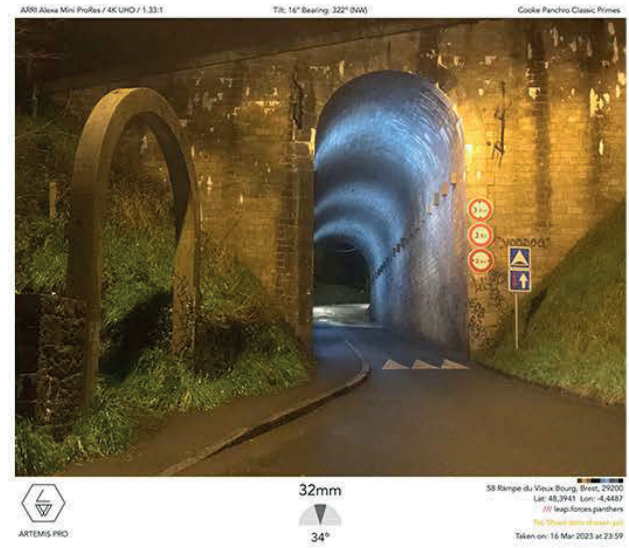 ARRI Alexa Mini ProRes / 4K UHD / 1.33:1
Tilt: 16° Bearing: 322° (NW)
Cooke Panchro Classic Primes
VOODOO
ARTEMIS PRO
32mm
34°
58 Rampe du Vieux Bourg, Brest, 29200
Lat: 48,3941 Lon: -4,4487
/// leap.forces.panthers
No Shoot date chosen yet
Taken on: 16 Mar 2023 at 23:59